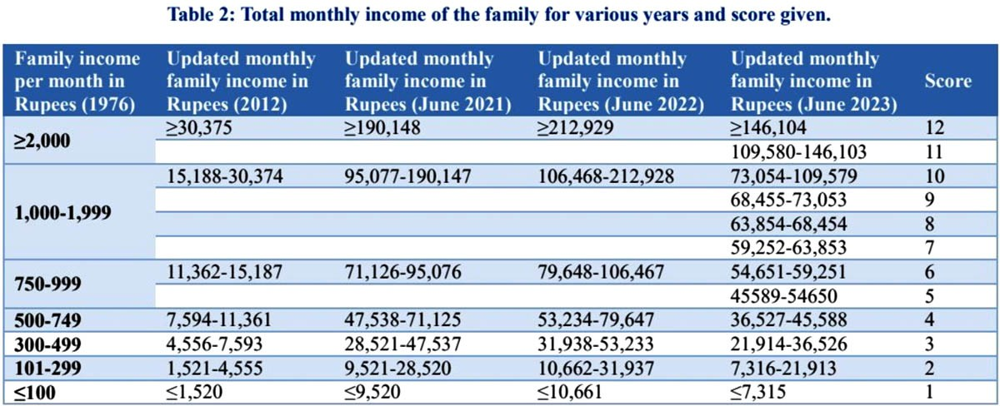 Table 2: Total monthly income of the family for various years and score given.
Family income per month in Rupees (1976) Updated monthly family income in Rupees (2012) Updated monthly family income in Rupees (June 2021) Updated monthly family income in Rupees (June 2022) Updated monthly family income in Rupees (June 2023) Score
≥2,000 ≥30,375 ≥190,148 ≥212,929 ≥146,104 12
109,580-146,103 11
1,000-1,999 15,188-30,374 95,077-190,147 106,468-212,928 73,054-109,579 10
68,455-73,053 9
63,854-68,454 8
59,252-63,853 7
750-999 11,362-15,187 71,126-95,076 79,648-106,467 54,651-59,251 6
45589-54650 5
500-749 7,594-11,361 47,538-71,125 53,234-79,647 36,527-45,588 4
300-499 4,556-7,593 28,521-47,537 31,938-53,233 21,914-36,526 3
101-299 1,521-4,555 9,521-28,520 10,662-31,937 7,316-21,913 2
≤100 ≤1,520 ≤9,520 ≤10,661 ≤7,315 1